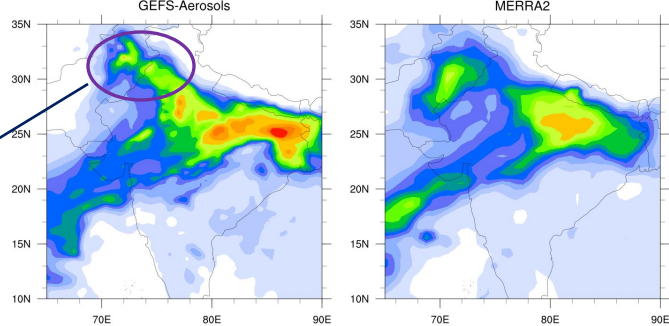 GEFS-Aerosols
MERRA2
35N
30N
25N
20N
15N
10N
70E
80E
90E
35N
30N
25N
20N
15N
10N
70E
80E
90E